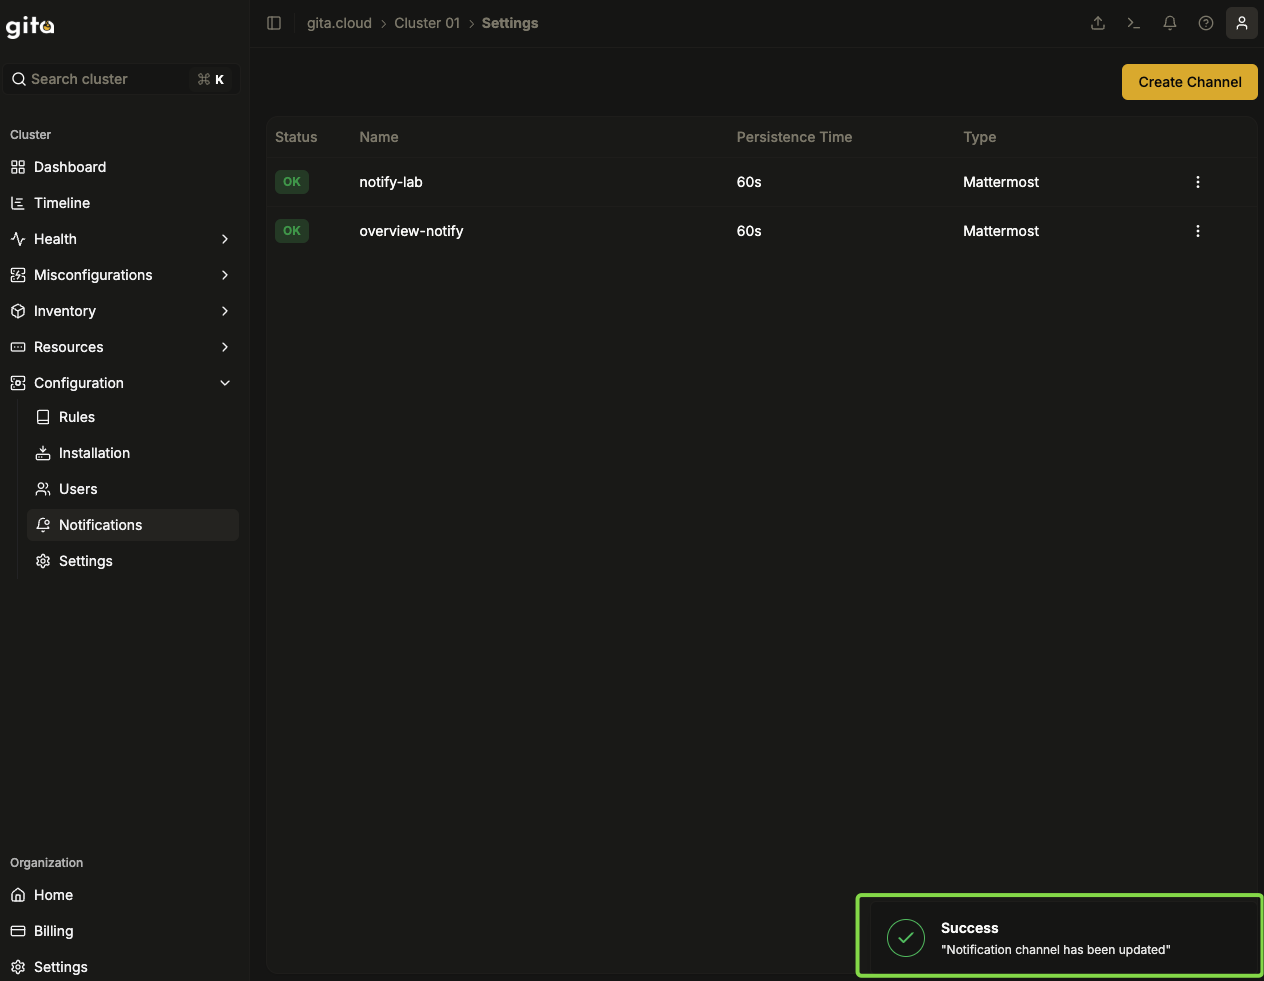 gita
gita.cloud > Cluster 01 > Settings
Search cluster ⌘ K
Create Channel
Cluster
Dashboard
Timeline
Health
Misconfigurations
Inventory
Resources
Configuration
Rules
Installation
Users
Notifications
Settings
Status Name Persistence Time Type
OK notify-lab 60s Mattermost
OK overview-notify 60s Mattermost
Organization
Home
Billing
Settings
Success
"Notification channel has been updated"